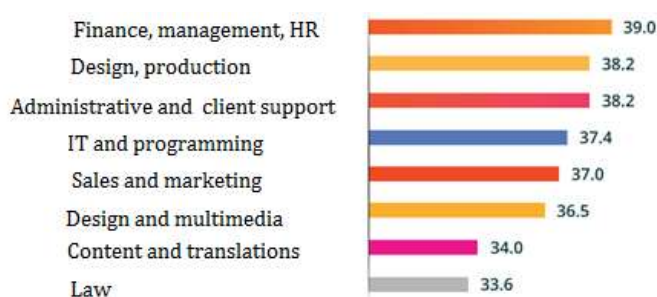 Finance, management, HR 39.0
Design, production 38.2
Administrative and client support 38.2
IT and programming 37.4
Sales and marketing 37.0
Design and multimedia 36.5
Content and translations 34.0
Law 33.6